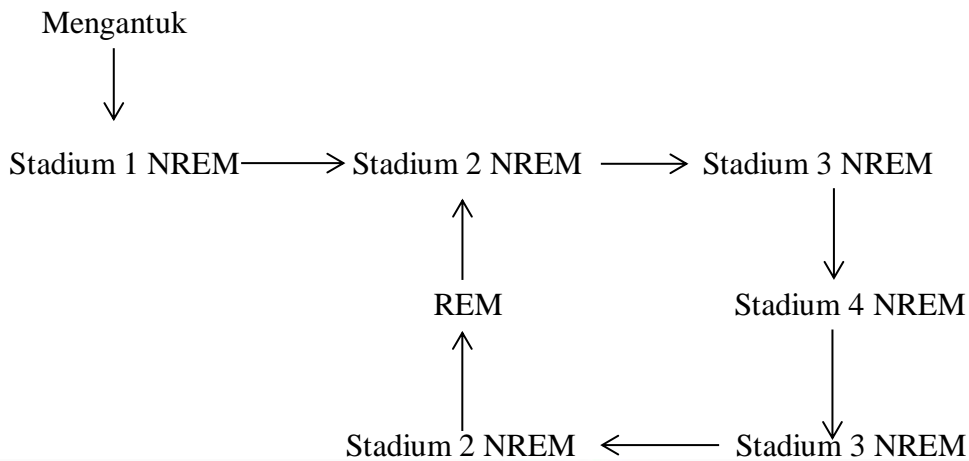 Mengantuk
Stadium 1 NREM
Stadium 2 NREM
Stadium 3 NREM
REM
Stadium 4 NREM
Stadium 2 NREM
Stadium 3 NREM